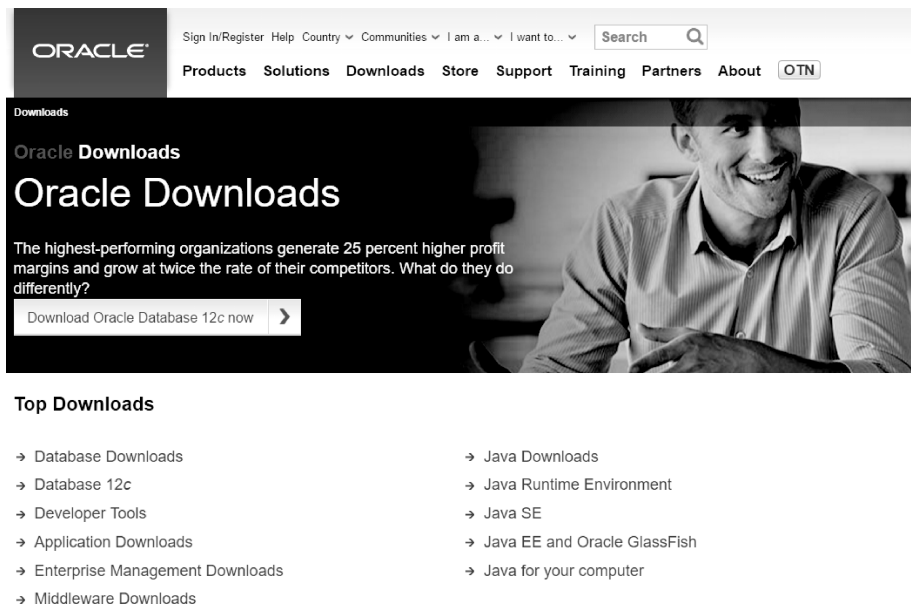 ORACLE
Sign In/Register Help Country Communities I am a... I want to... Search
Products Solutions Downloads Store Support Training Partners About OTN
Downloads
Oracle Downloads
Oracle Downloads
The highest-performing organizations generate 25 percent higher profit
margins and grow at twice the rate of their competitors. What do they do
differently?
Download Oracle Database 12c now
Top Downloads
Database Downloads
Database 12c
Developer Tools
Application Downloads
Enterprise Management Downloads
Middleware Downloads
Java Downloads
Java Runtime Environment
Java SE
Java EE and Oracle GlassFish
Java for your computer